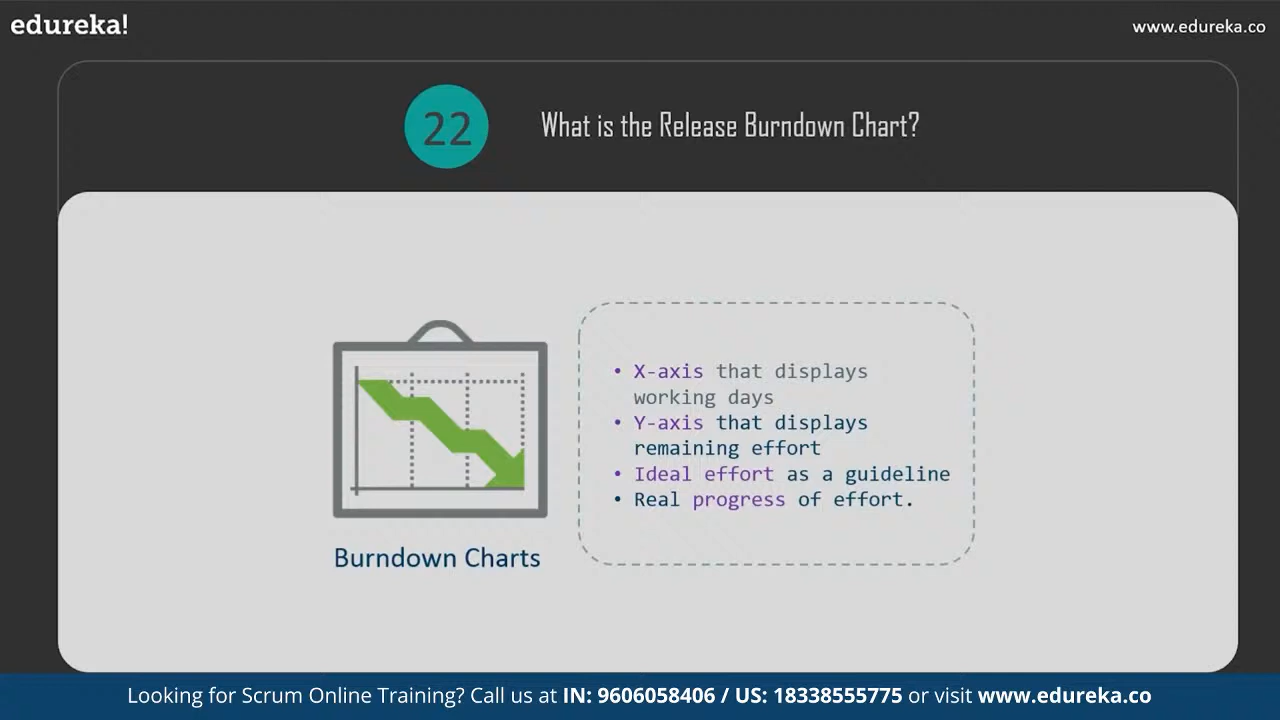 edureka!
www.edureka.co
22
What is the Release Burndown Chart?
• X-axis that displays
working days
• Y-axis that displays
remaining effort
• Ideal effort as a guideline
• Real progress of effort.
Burndown Charts
Looking for Scrum Online Training? Call us at IN: 9606058406 / US: 18338555775 or visit www.edureka.co